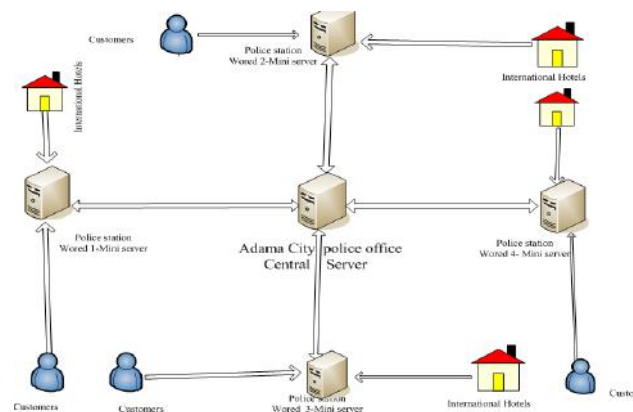 Customers
Police station
Wored 2-Mini server
International Hotels
International Hotels
Police station
Wored 1-Mini server
Adama City police office
Central Server
Police station
Wored 4- Mini server
Customers
Customers
Police station
Wored 3-Mini server
International Hotels
Custo